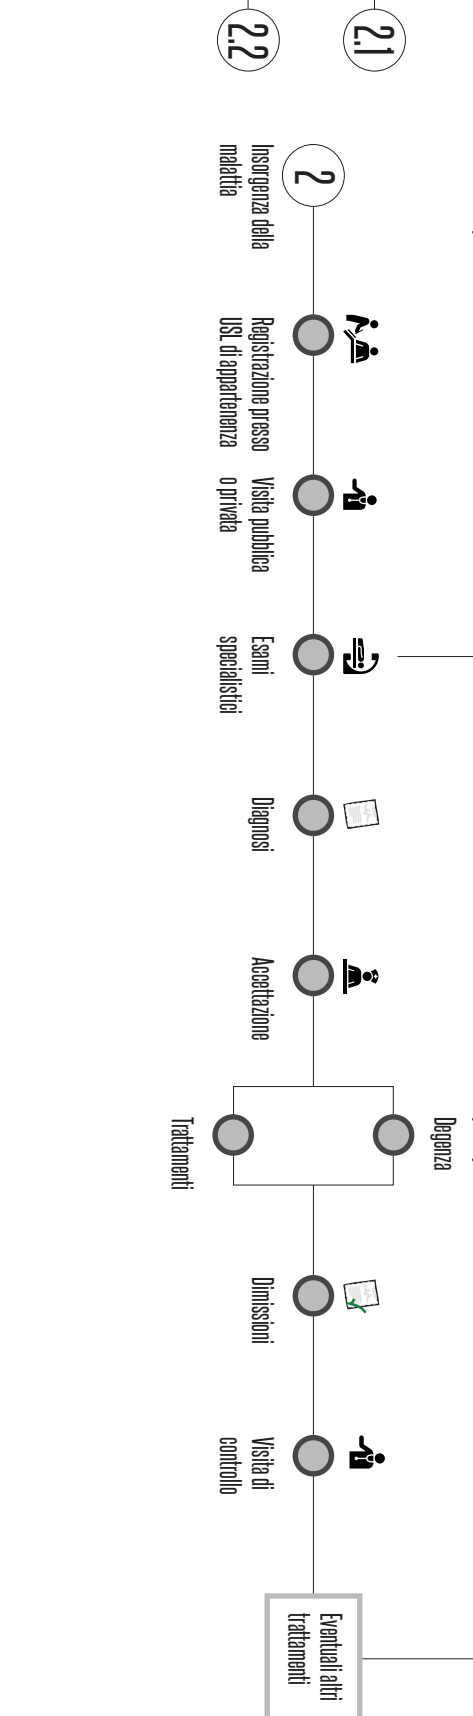 2.1
2.2
2
Insorgenza della
malattia
Registrazione presso
USL di appartenenza
Visita pubblica
o privata
Esami
specialistici
Diagnosi
Accettazione
Degenza
Trattamenti
Dimissioni
Visita di
controllo
Eventuali altri
trattamenti